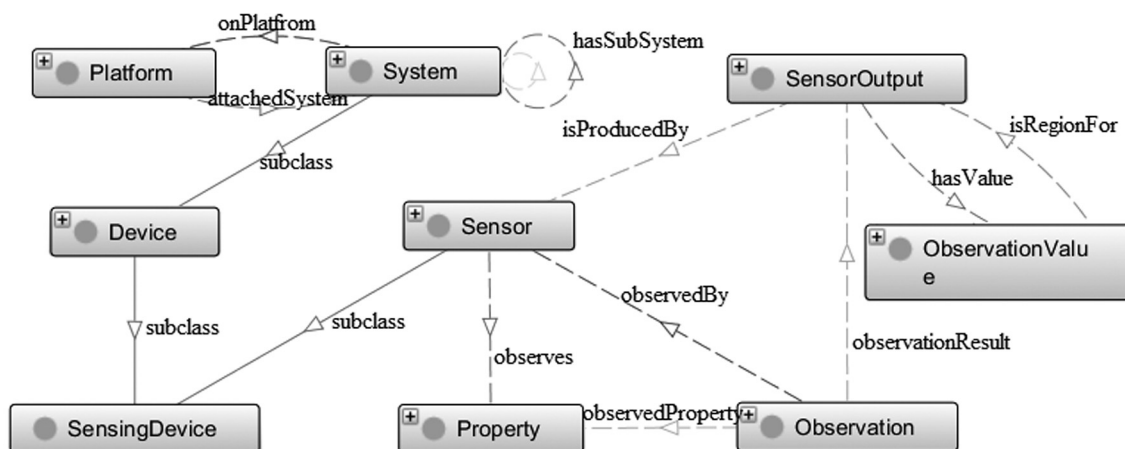 onPlatfrom
hasSubSystem
Platform
System
SensorOutput
attachedSystem
isProducedBy
isRegionFor
subclass
hasValue
Device
Sensor
ObservationValu
e
observedBy
subclass
subclass
observes
observationResult
SensingDevice
Property
observedProperty
Observation